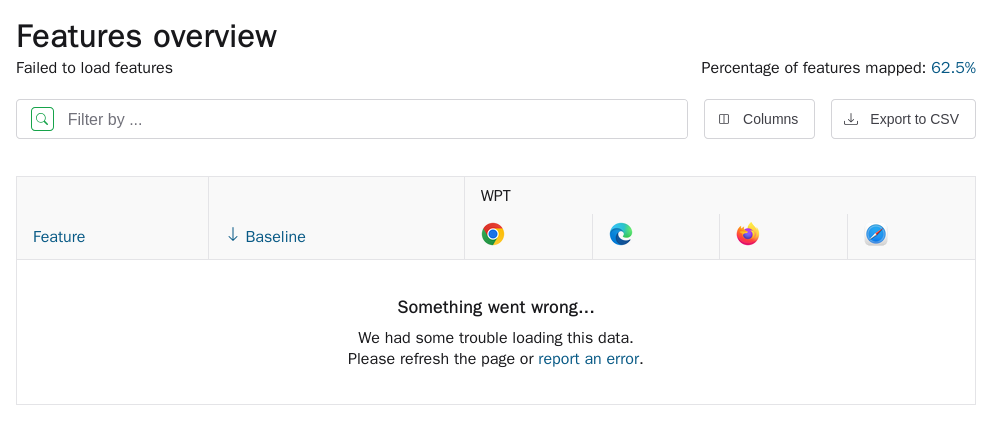 Features overview
Failed to load features
Percentage of features mapped: 62.5%
Filter by ...
Columns
Export to CSV
WPT
Feature
Baseline
Something went wrong...
We had some trouble loading this data.
Please refresh the page or report an error.